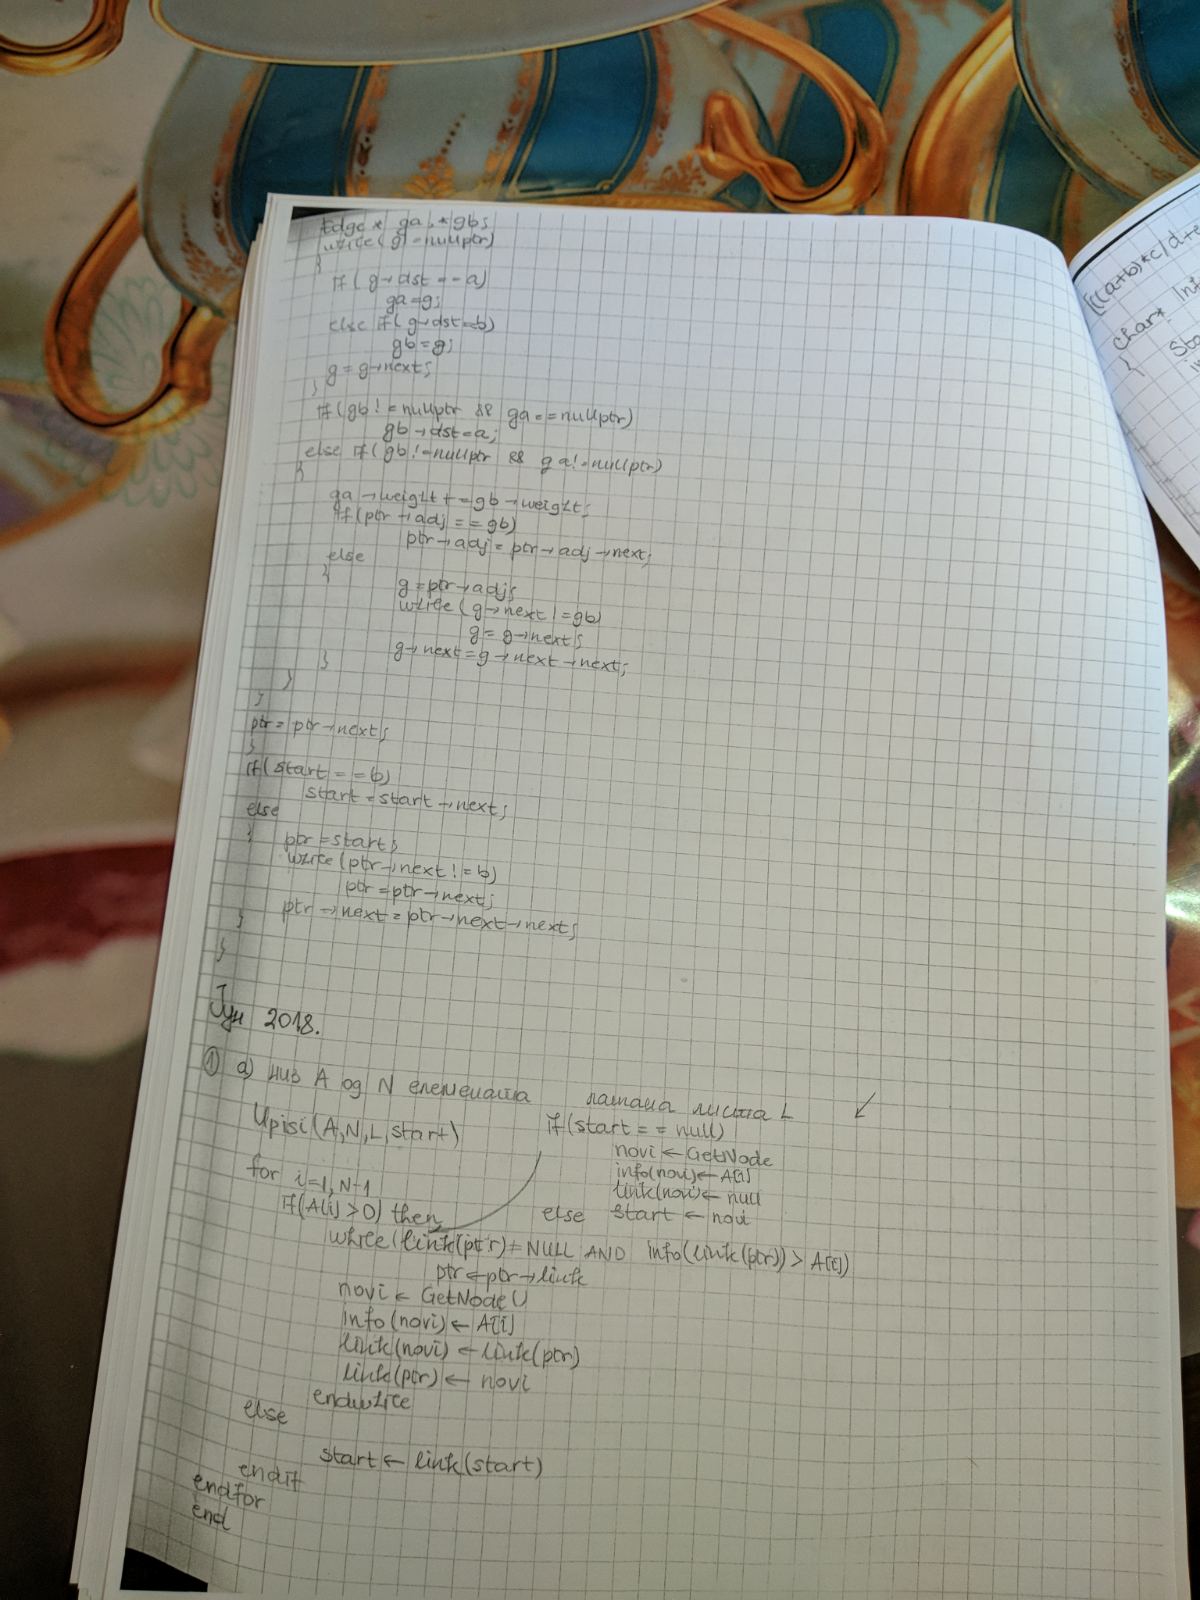 Edge* ga, *gb;
while(g!=nullptr)
{
if(g→dst==a)
ga=g;
else if(g→dst==b)
gb=g;
g=g→next;
}
if(gb!=nullptr && ga==nullptr)
gb→dst=a;
else if(gb!=nullptr && ga!=nullptr)
{
ga→weight+=gb→weight;
if(ptr→adj==gb)
ptr→adj=ptr→adj→next;
else
{
g=ptr→adj;
while(g→next!=gb)
g=g→next;
g→next=g→next→next;
}
}
}
ptr=ptr→next;
}
if(start==b)
start=start→next;
else
{
ptr=start;
while(ptr→next!=b)
ptr=ptr→next;
ptr→next=ptr→next→next;
}
}
Јун 2018.
① а) низ A од N елемената латана листа L
Upisi(A,N,L,start)
if(start==null)
novi←GetNode
info(novi)←A[i]
link(novi)←null
else start←novi
for i=1,N-1
if(A[i]>0) then
while(link(ptr)≠NULL AND info(link(ptr))>A[i])
ptr←ptr→link
novi←GetNode()
info(novi)←A[i]
link(novi)←link(ptr)
link(ptr)←novi
endwhile
else
start←link(start)
endif
endfor
end
[((a+b)*c/d+e
char* Inf
{